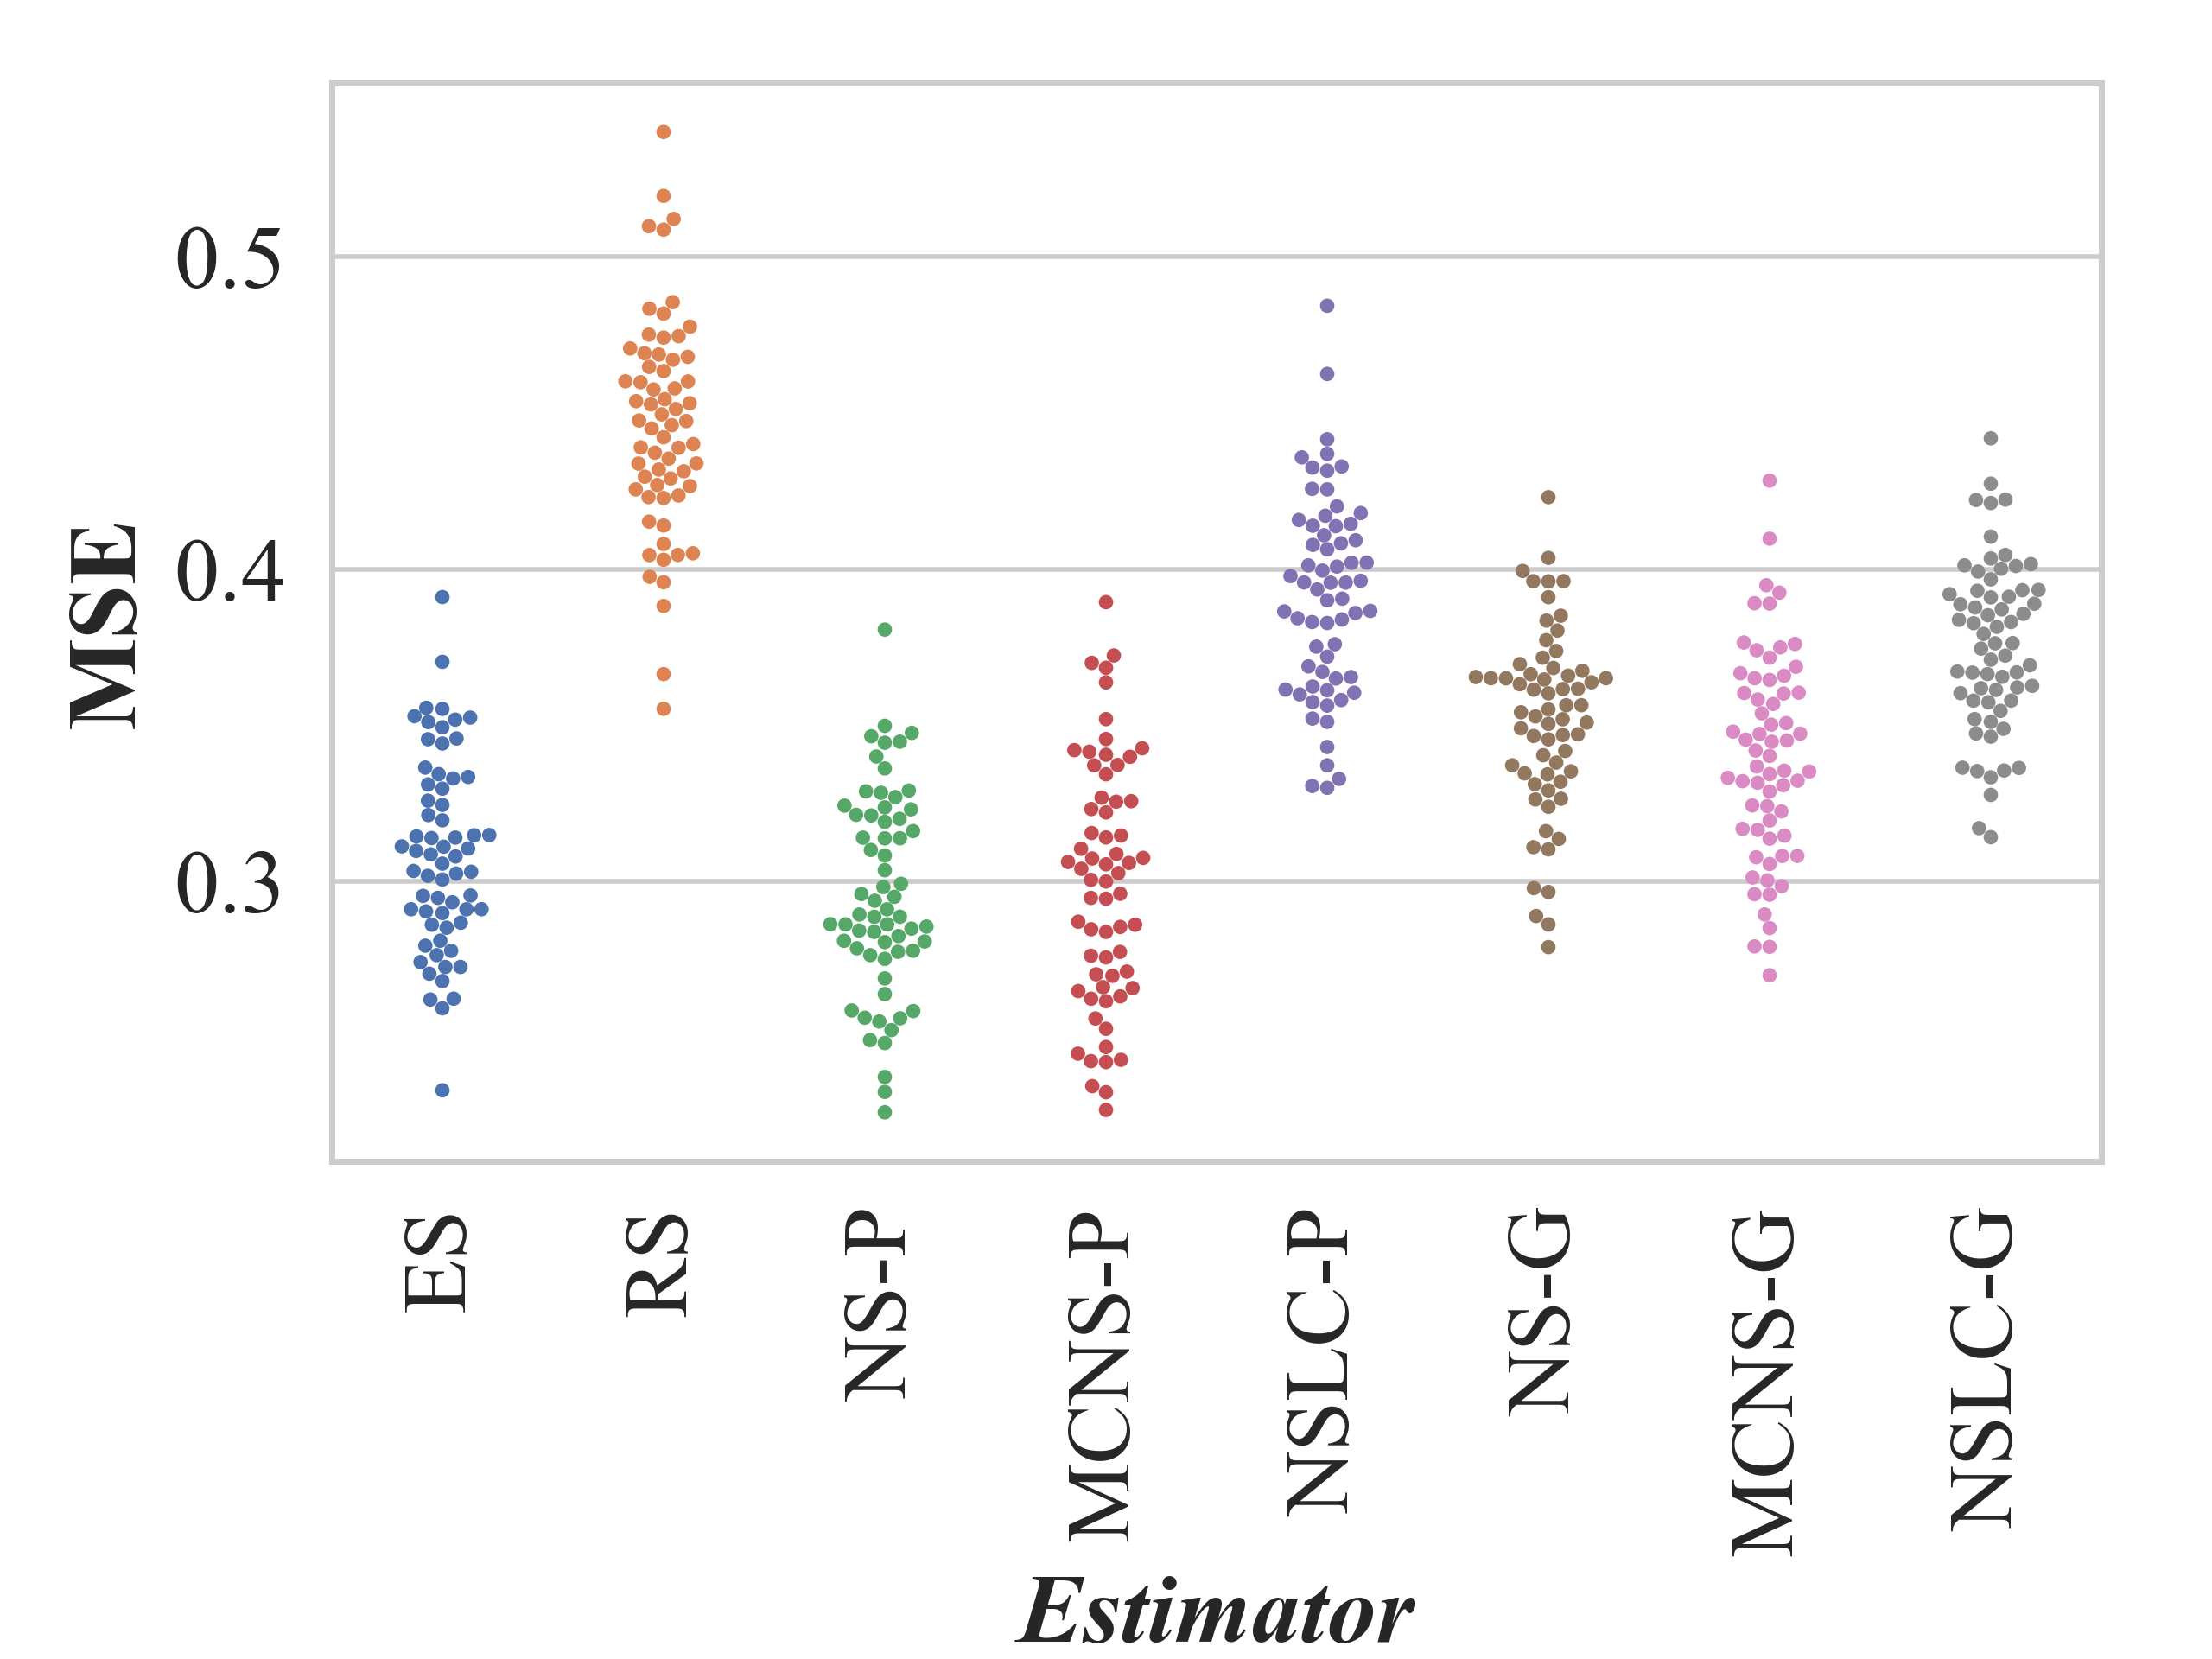 MSE
0.5
0.4
0.3
ES
RS
NS-P
MCNS-P
NSLC-P
NS-G
MCNS-G
NSLC-G
Estimator